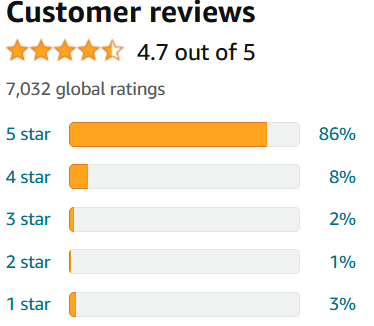 Customer reviews
4.7 out of 5
7,032 global ratings
5 star 86%
4 star 8%
3 star 2%
2 star 1%
1 star 3%